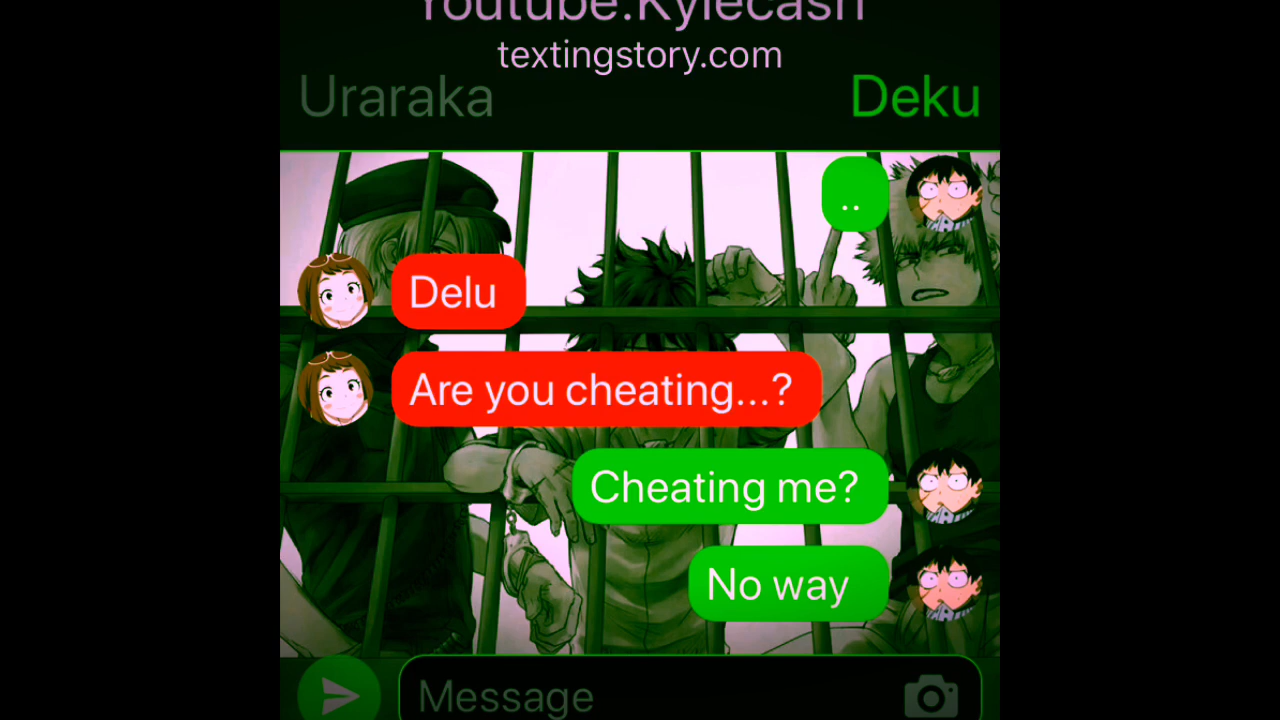 Youtube:Kylecash
textingstory.com
Uraraka Deku
..
Delu
Are you cheating...?
Cheating me?
No way
Message